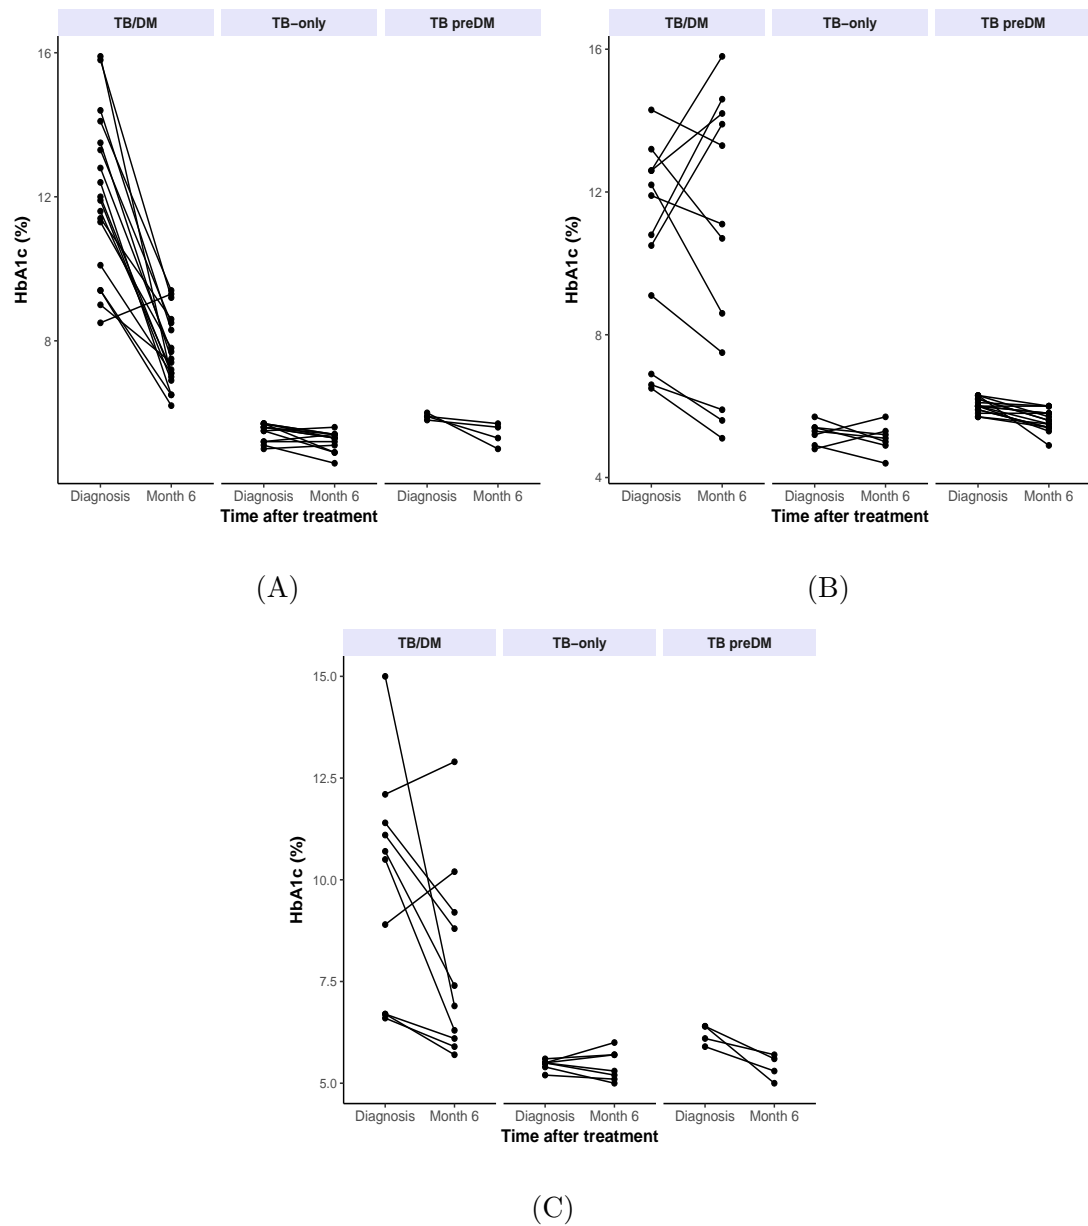 TB/DM TB−only TB preDM
16
12
8
HbA1c (%)
Diagnosis Month 6 Diagnosis Month 6 Diagnosis Month 6
Time after treatment
(A)
TB/DM TB−only TB preDM
16
12
8
4
HbA1c (%)
Diagnosis Month 6 Diagnosis Month 6 Diagnosis Month 6
Time after treatment
(B)
TB/DM TB−only TB preDM
15.0
12.5
10.0
7.5
5.0
HbA1c (%)
Diagnosis Month 6 Diagnosis Month 6 Diagnosis Month 6
Time after treatment
(C)